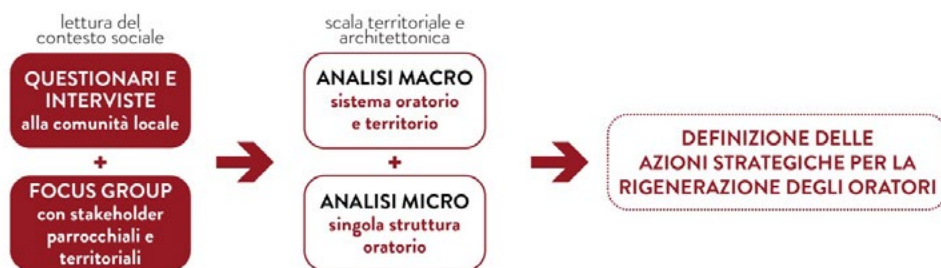 lettura del
contesto sociale
QUESTIONARI E
INTERVISTE
alla comunità locale
+
FOCUS GROUP
con stakeholder
parrocchiali e
territoriali
scala territoriale e
architettonica
ANALISI MACRO
sistema oratorio
e territorio
+
ANALISI MICRO
singola struttura
oratorio
DEFINIZIONE DELLE
AZIONI STRATEGICHE PER LA
RIGENERAZIONE DEGLI ORATORI